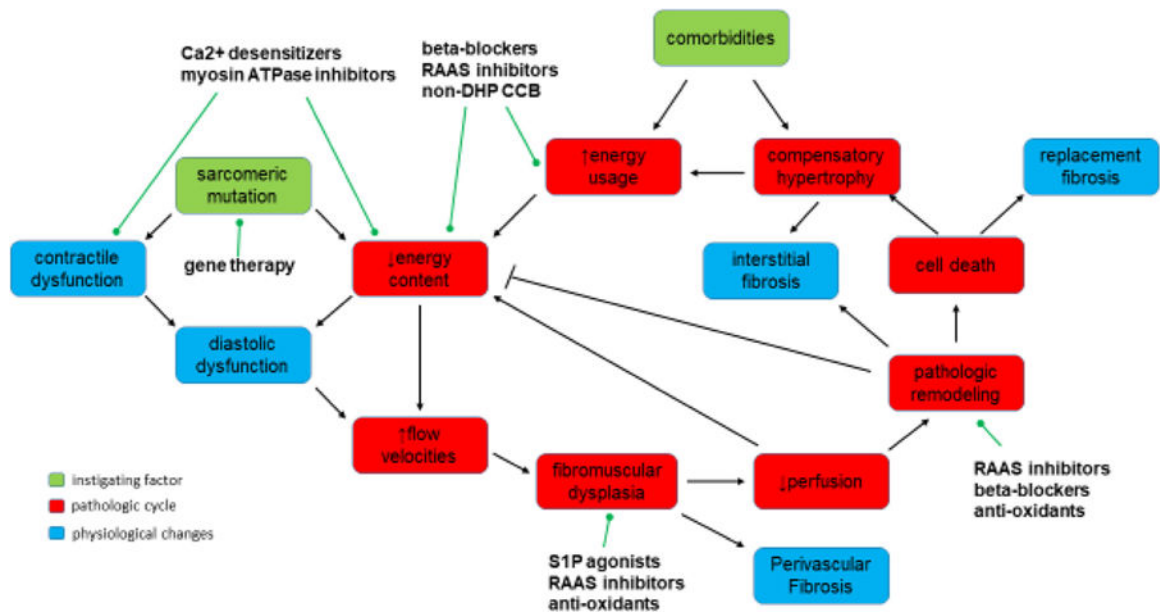 comorbidities
Ca2+ desensitizers
myosin ATPase inhibitors
beta-blockers
RAAS inhibitors
non-DHP CCB
sarcomeric
mutation
↑energy
usage
compensatory
hypertrophy
replacement
fibrosis
contractile
dysfunction
gene therapy
↓energy
content
interstitial
fibrosis
cell death
diastolic
dysfunction
pathologic
remodeling
↑flow
velocities
fibromuscular
dysplasia
↓perfusion
RAAS inhibitors
beta-blockers
anti-oxidants
instigating factor
pathologic cycle
physiological changes
S1P agonists
RAAS inhibitors
anti-oxidants
Perivascular
Fibrosis